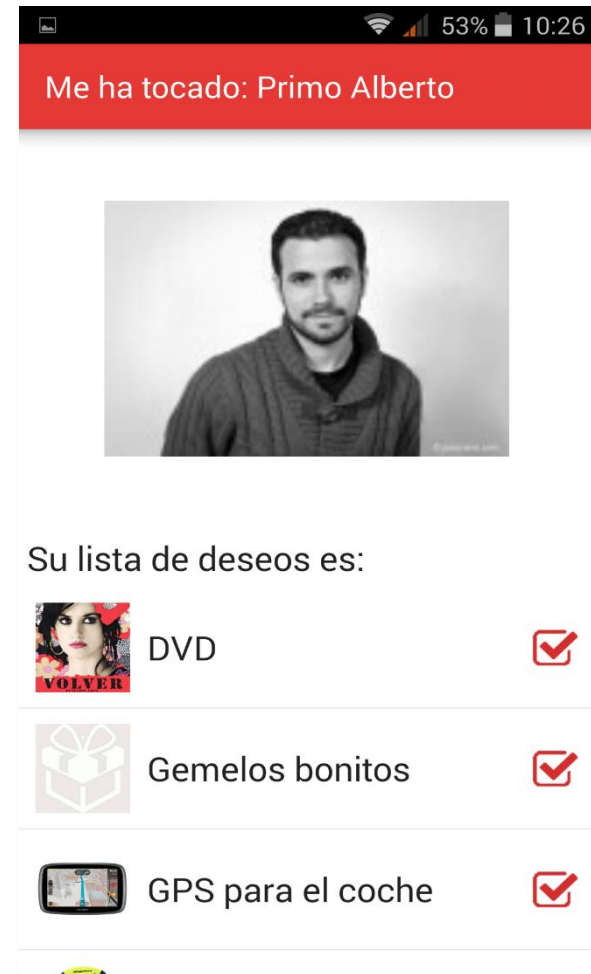 53% 10:26
Me ha tocado: Primo Alberto
Su lista de deseos es:
VOLVER
DVD
Gemelos bonitos
GPS para el coche